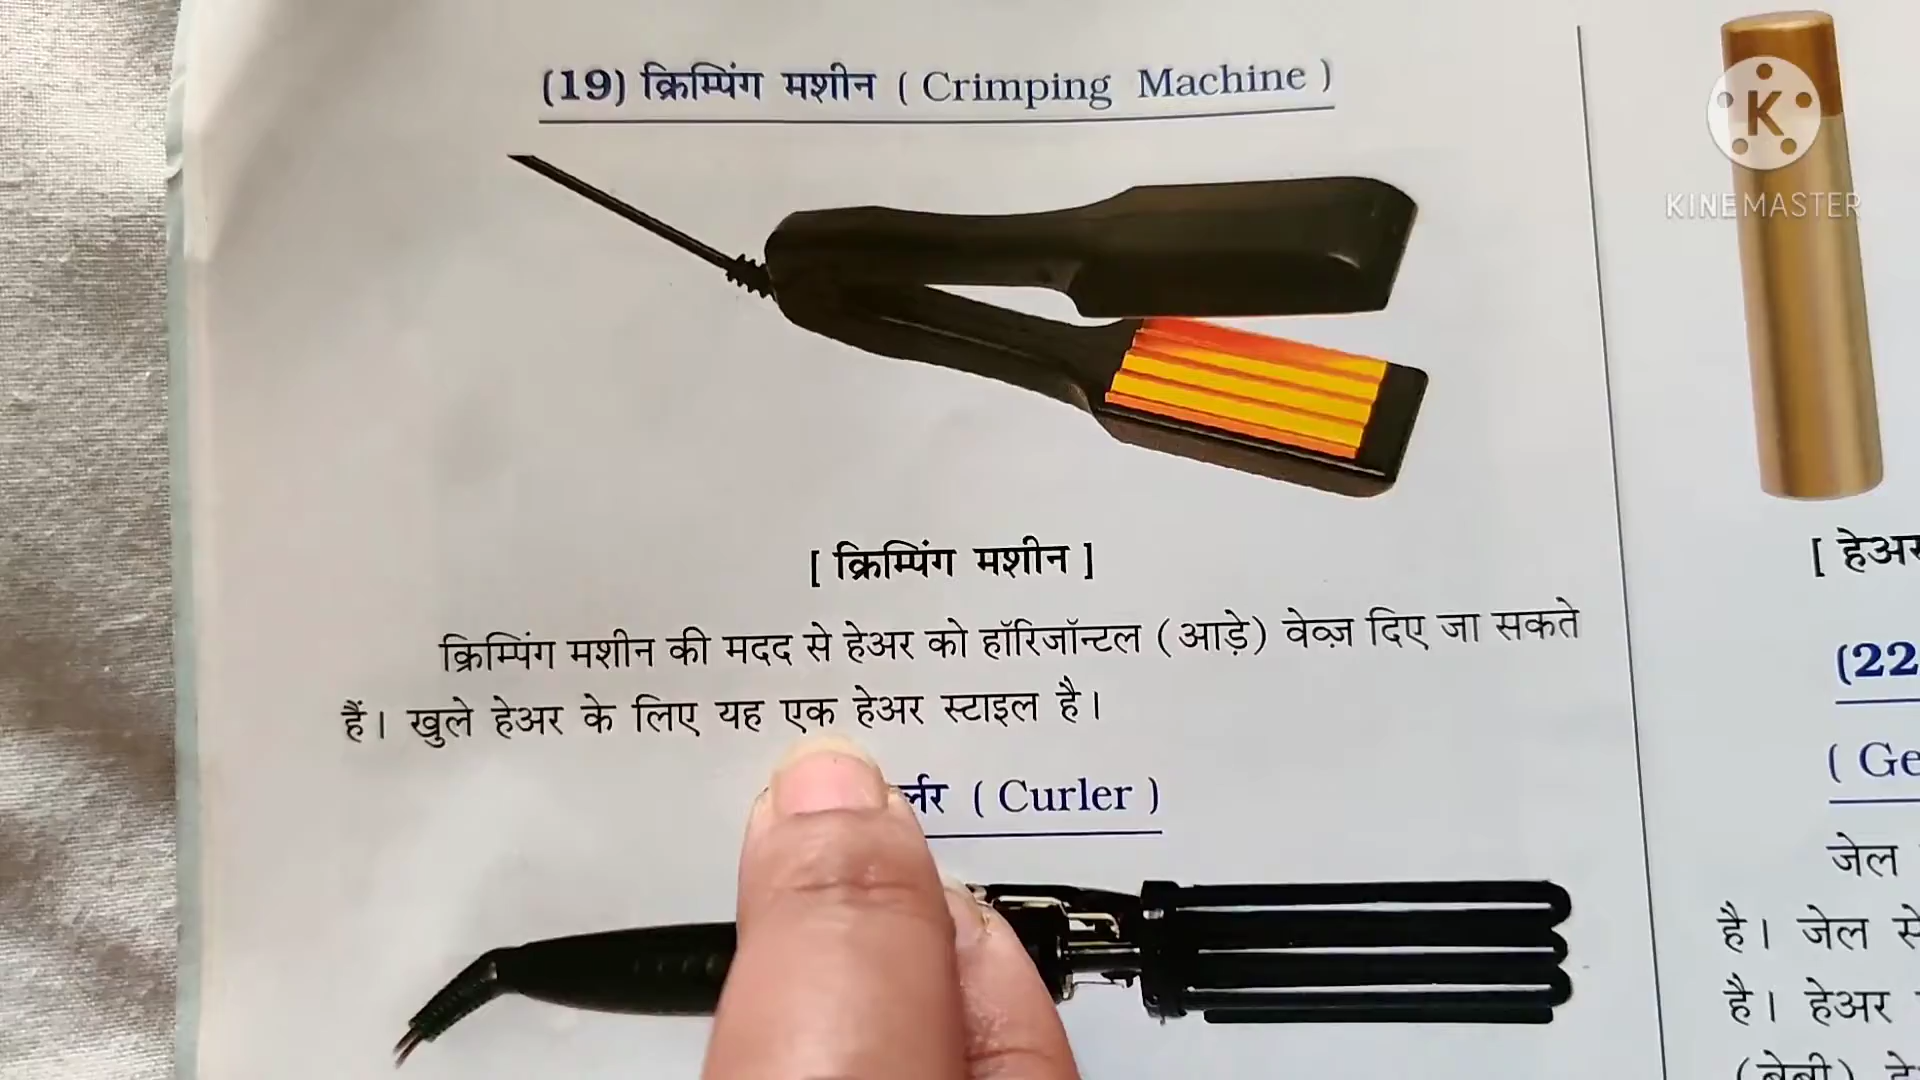 (19) क्रिम्पिंग मशीन ( Crimping Machine )
[ क्रिम्पिंग मशीन ]
क्रिम्पिंग मशीन की मदद से हेअर को हॉरिजॉन्टल (आड़े) वेव्ज़ दिए जा सकते
हैं। खुले हेअर के लिए यह एक हेअर स्टाइल है।
( Curler )
K
KINEMASTER
[ हेअर
(22
( Ge
जेल
है। जेल से
है। हेअर
(बेबी)